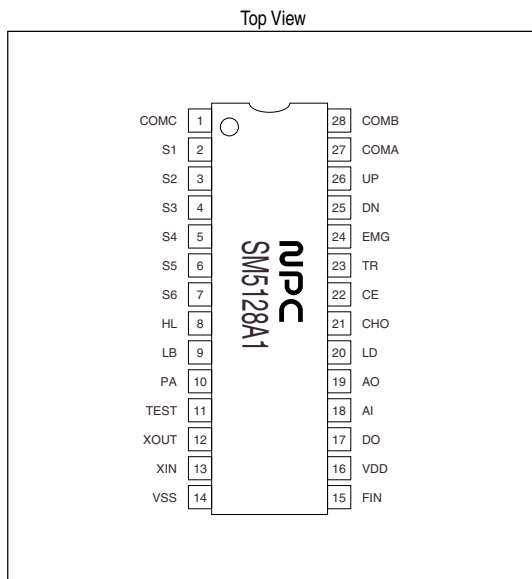 Top View
COMC 1 28 COMB
S1 2 27 COMA
S2 3 26 UP
S3 4 25 DN
S4 5 24 EMG
S5 6 23 TR
S6 7 22 CE
HL 8 21 CHO
LB 9 20 LD
PA 10 19 AO
TEST 11 18 AI
XOUT 12 17 DO
XIN 13 16 VDD
VSS 14 15 FIN
NPC
SM5128A1